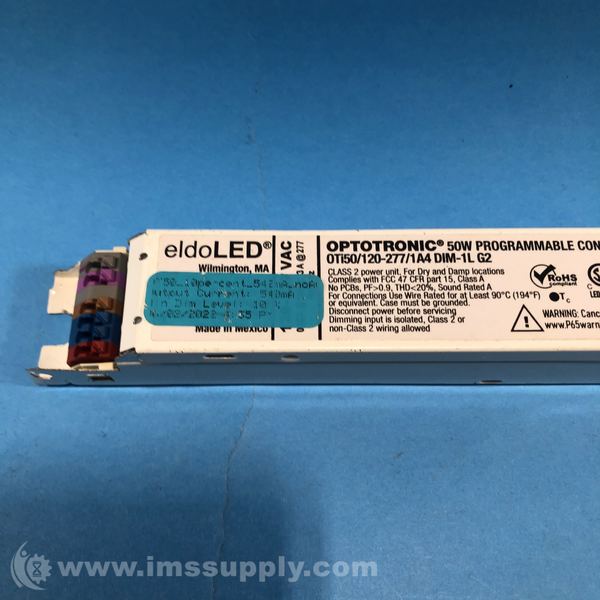 eldoLED®
Wilmington, MA
Output Current: 540mA
Min Dim Level: 10 %
Made in Mexico
VAC
OPTOTRONIC® 50W PROGRAMMABLE CON
OTi50/120-277/1A4 DIM-1L G2
CLASS 2 power unit. For Dry and Damp locations
Complies with FCC 47 CFR part 15, Class A
No PCBs, PF>0.9, THD<20%, Sound Rated A
For Connections Use Wire Rated for at Least 90°C (194°F)
or equivalent. Case must be grounded.
Disconnect power before servicing
Dimming input is isolated, Class 2 or
non-Class 2 wiring allowed
RoHS
compliant
Tc
WARNING: Canc
www.P65warn
www.imssupply.com